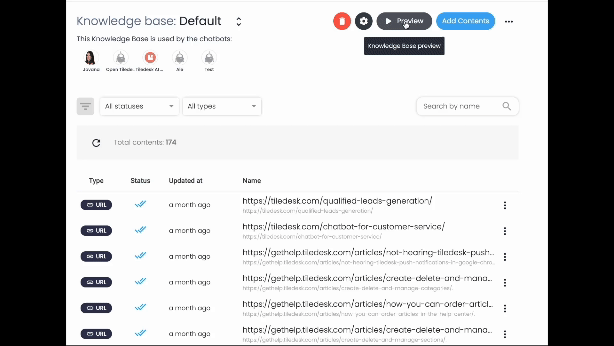 Knowledge base: Default
Preview
Add Contents
Knowledge Base preview
This Knowledge Base is used by the chatbots:
Jovana
Open Tilede..
Tiledesk AI...
Ale
Test
All statuses
All types
Search by name
Total contents: 174
Type Status Updated at Name
URL a month ago https://tiledesk.com/qualified-leads-generation/
https://tiledesk.com/qualified-leads-generation/
URL a month ago https://tiledesk.com/chatbot-for-customer-service/
https://tiledesk.com/chatbot-for-customer-service/
URL a month ago https://gethelp.tiledesk.com/articles/not-hearing-tiledesk-push...
https://gethelp.tiledesk.com/articles/not-hearing-tiledesk-push-notifications-in-google-com...
URL a month ago https://gethelp.tiledesk.com/articles/create-delete-and-mana...
https://gethelp.tiledesk.com/articles/create-delete-and-manage-categories/
URL a month ago https://gethelp.tiledesk.com/articles/now-you-can-order-articl...
https://gethelp.tiledesk.com/articles/now-you-can-order-articles-in-the-help-center/
URL a month ago https://gethelp.tiledesk.com/articles/create-delete-and-mana...
https://gethelp.tiledesk.com/articles/create-delete-and-manage-sections/